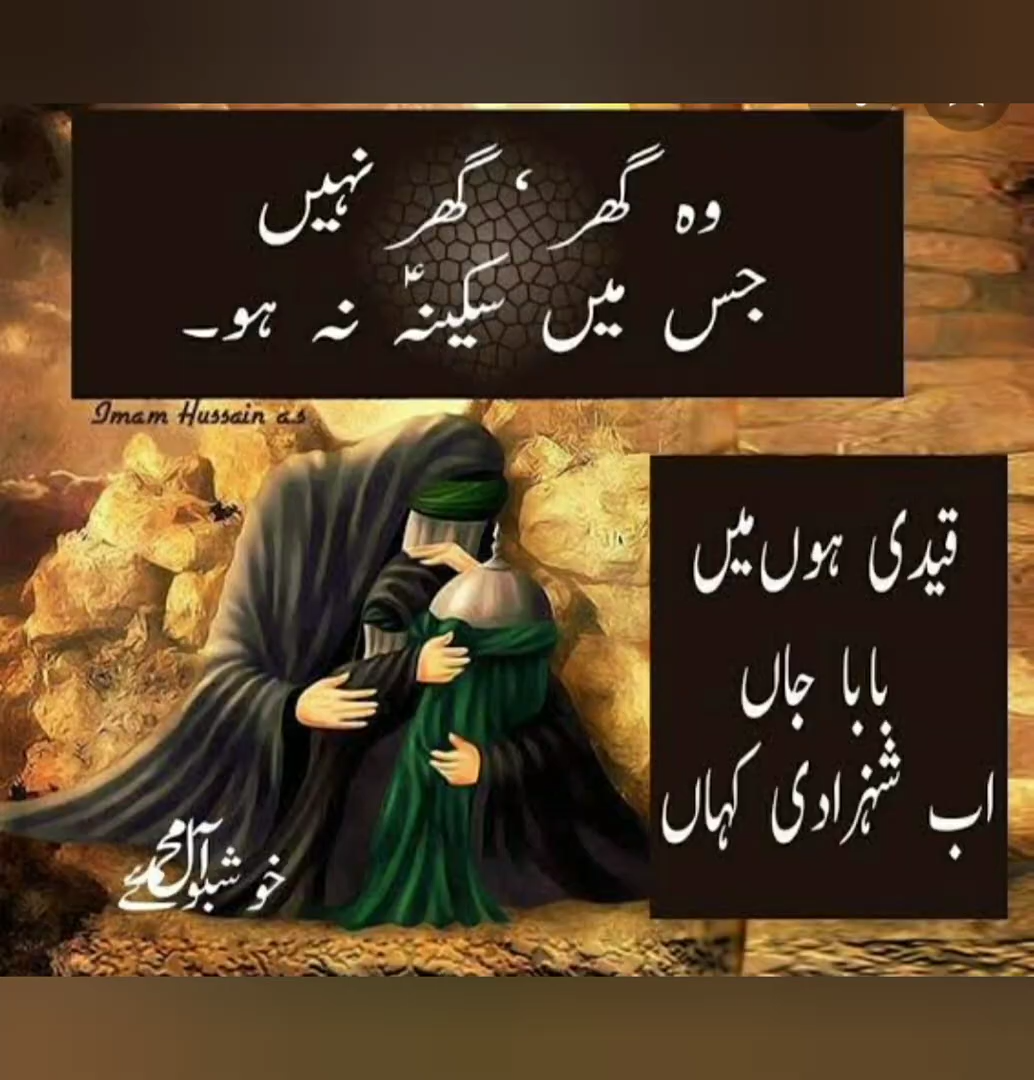 وہ گھر ‘ گھر نہیں
جس میں سکینہؑ نہ ہو۔
Imam Hussain a.s
قیدی ہوں میں
بابا جاں
اب شہزادی کہاں
خوشبوئے آل محمدؑ